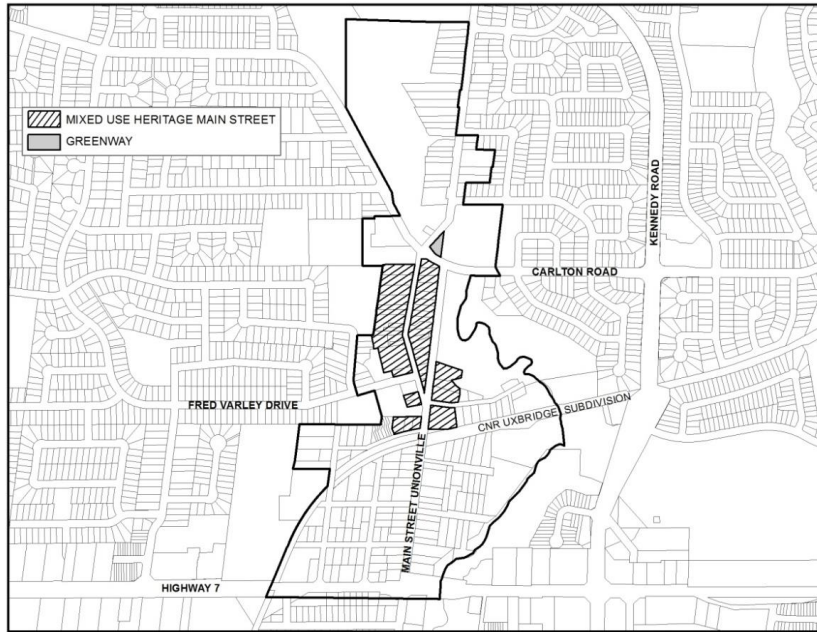 MIXED USE HERITAGE MAIN STREET
GREENWAY
KENNEDY ROAD
CARLTON ROAD
FRED VARLEY DRIVE
CNR UXBRIDGE SUBDIVISION
MAIN STREET UNIONVILLE
HIGHWAY 7